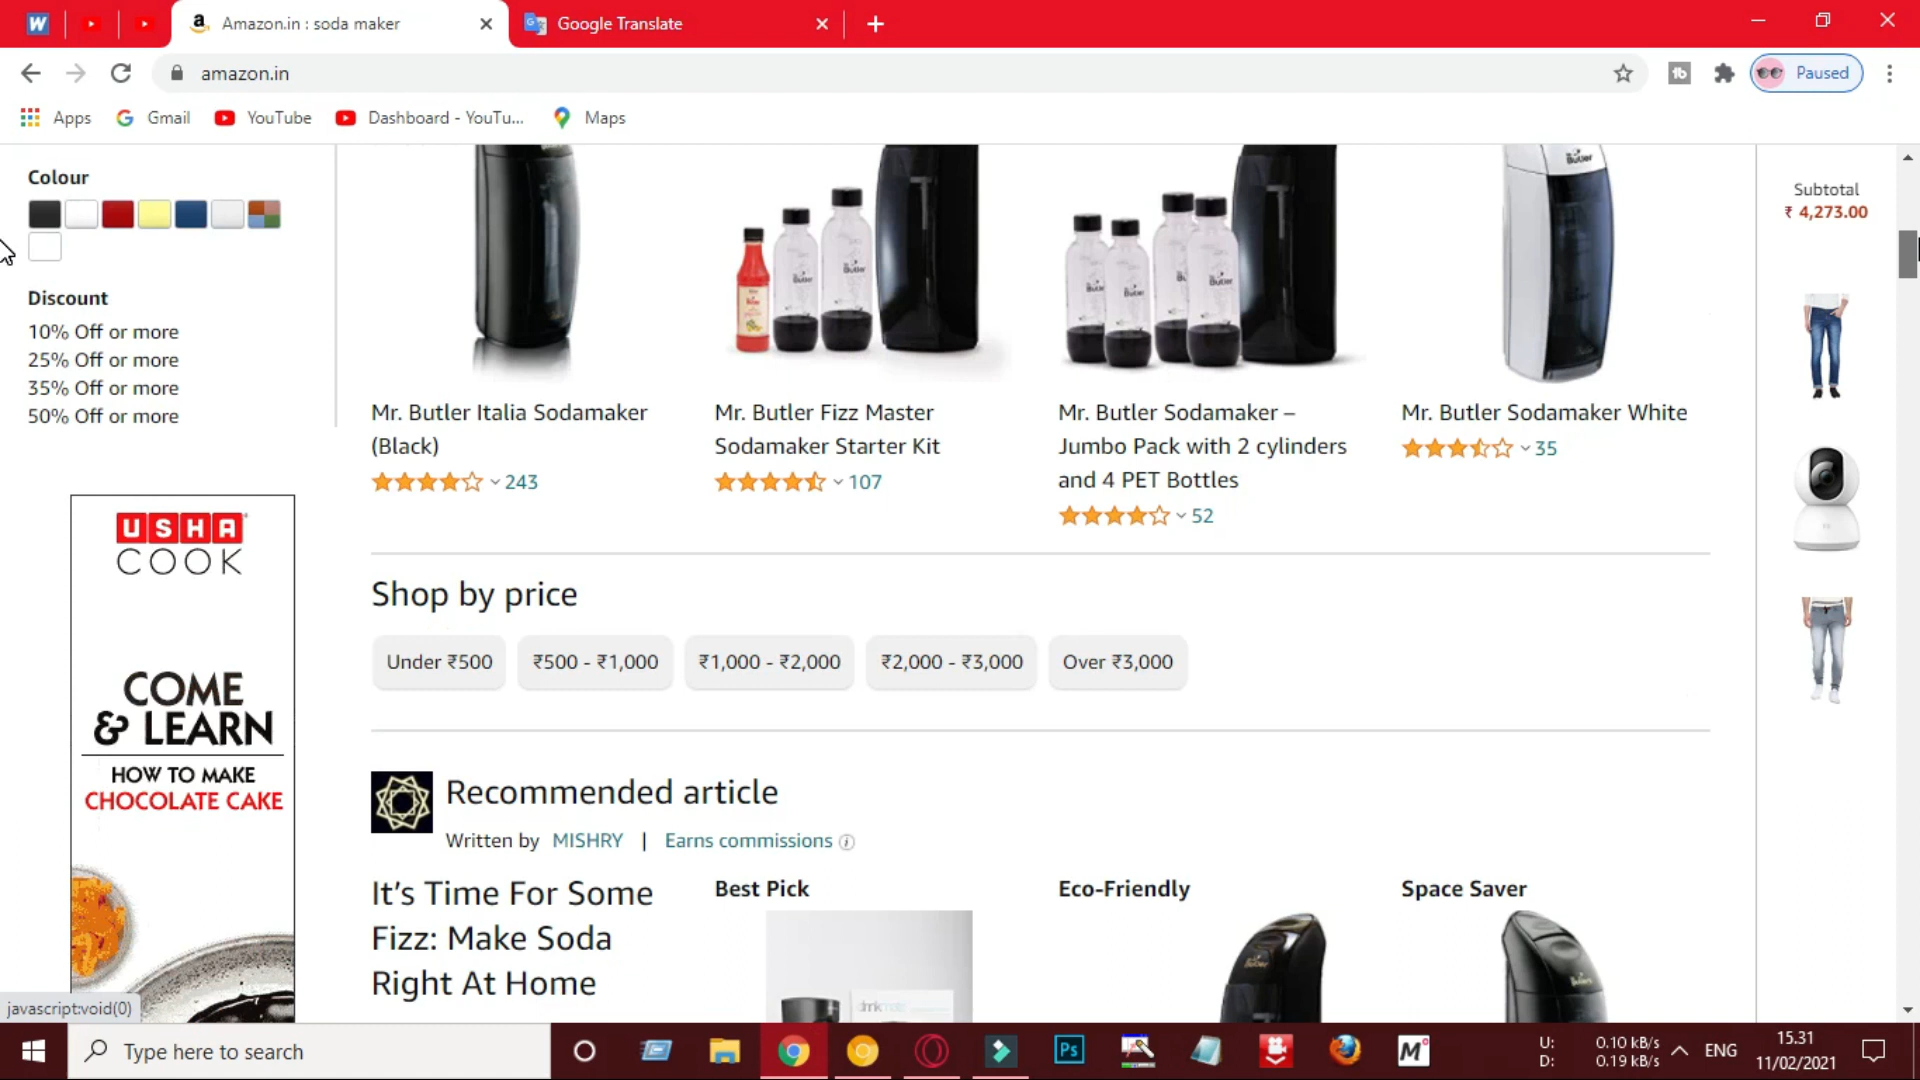 Amazon.in : soda maker
Google Translate
amazon.in
Paused
Apps
Gmail
YouTube
Dashboard - YouTu...
Maps
Colour
Discount
10% Off or more
25% Off or more
35% Off or more
50% Off or more
USHA
COOK
COME
& LEARN
HOW TO MAKE
CHOCOLATE CAKE
Butler
Butler
Butler
Butler
Mr. Butler Italia Sodamaker
(Black)
243
Mr. Butler Fizz Master
Sodamaker Starter Kit
107
Mr. Butler Sodamaker –
Jumbo Pack with 2 cylinders
and 4 PET Bottles
52
Mr. Butler Sodamaker White
35
Shop by price
Under ₹500
₹500 - ₹1,000
₹1,000 - ₹2,000
₹2,000 - ₹3,000
Over ₹3,000
Recommended article
Written by MISHRY | Earns commissions
It’s Time For Some
Fizz: Make Soda
Right At Home
Best Pick
drinkmate
Eco-Friendly
Space Saver
Subtotal
₹ 4,273.00
javascript:void(0)
Type here to search
Ps
U: 0.10 kB/s
D: 0.19 kB/s
ENG
15.31
11/02/2021